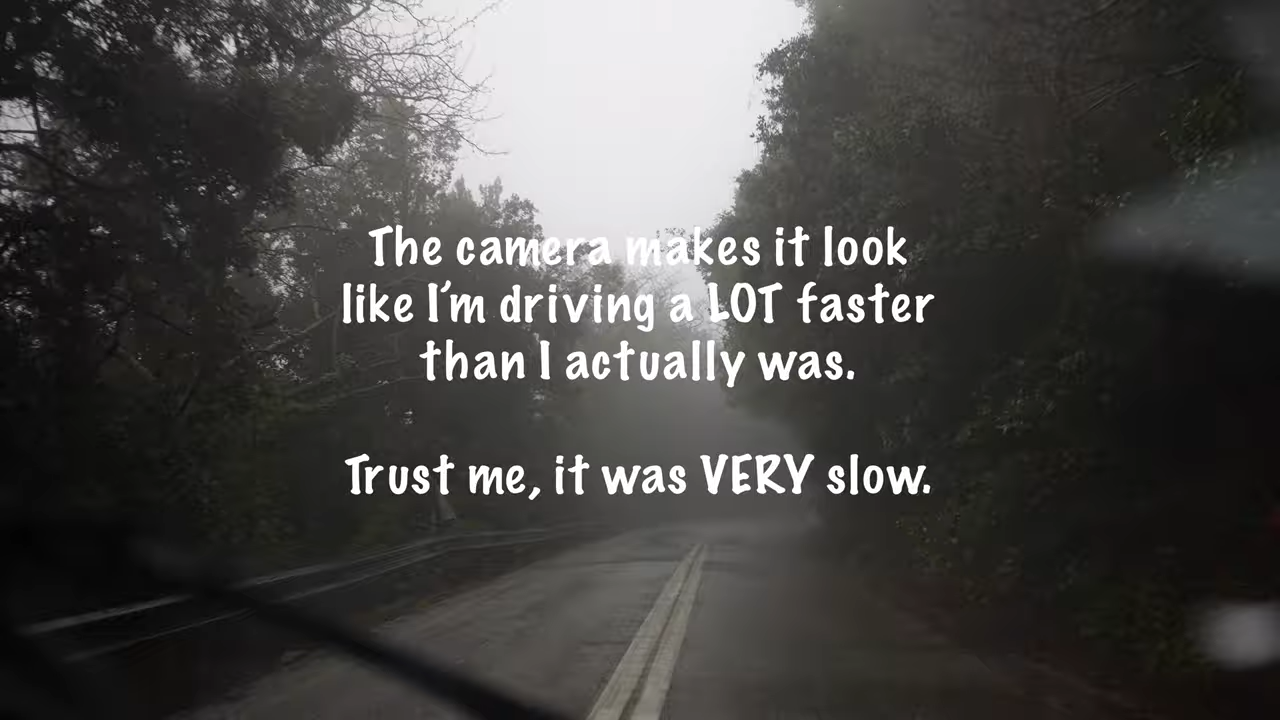 The camera makes it look
like I'm driving a LOT faster
than I actually was.
Trust me, it was VERY slow.